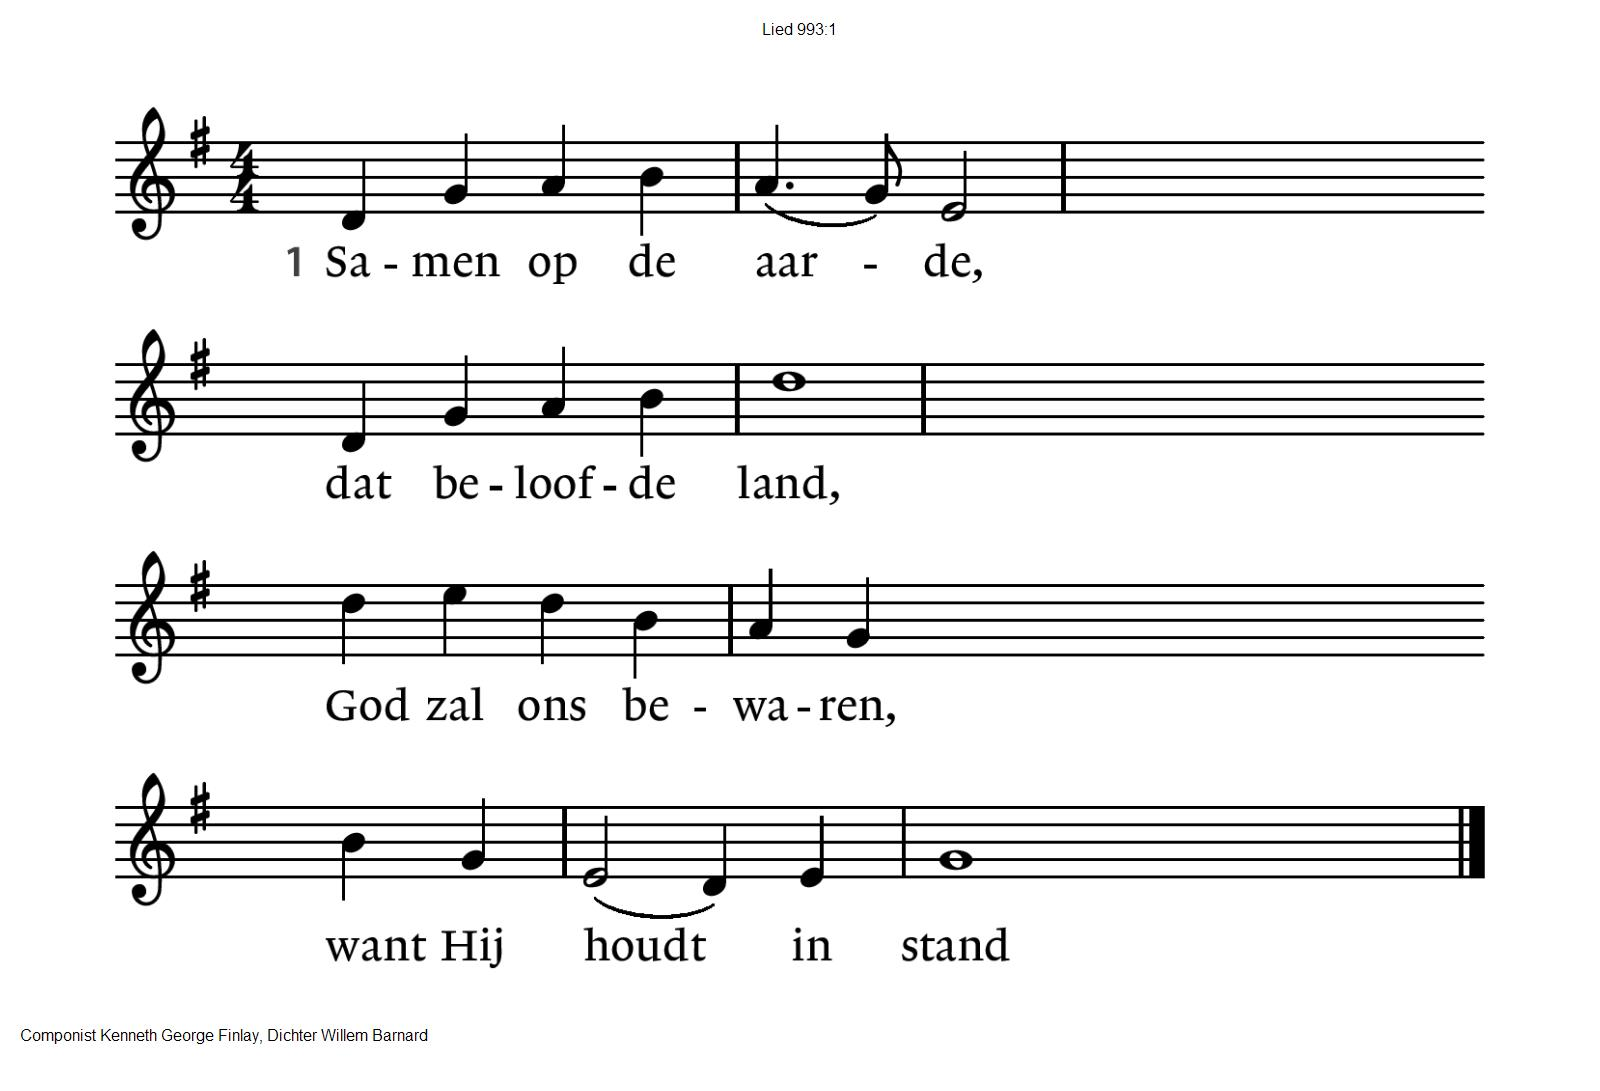 Lied 993:1
1 Sa - men op de aar - de,
dat be - loof - de land,
God zal ons be - wa - ren,
want Hij houdt in stand
Componist Kenneth George Finlay, Dichter Willem Barnard